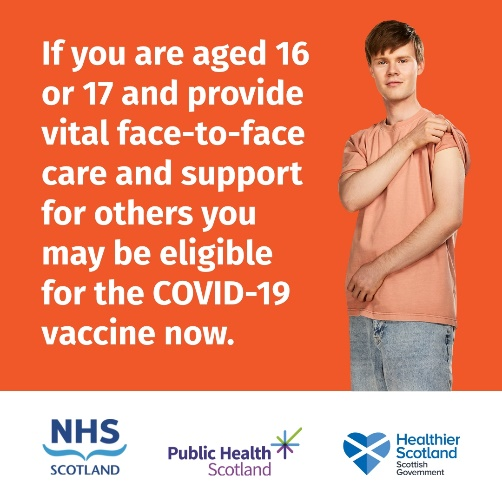 If you are aged 16
or 17 and provide
vital face-to-face
care and support
for others you
may be eligible
for the COVID-19
vaccine now.
NHS
SCOTLAND
Public Health
Scotland
Healthier
Scotland
Scottish
Government